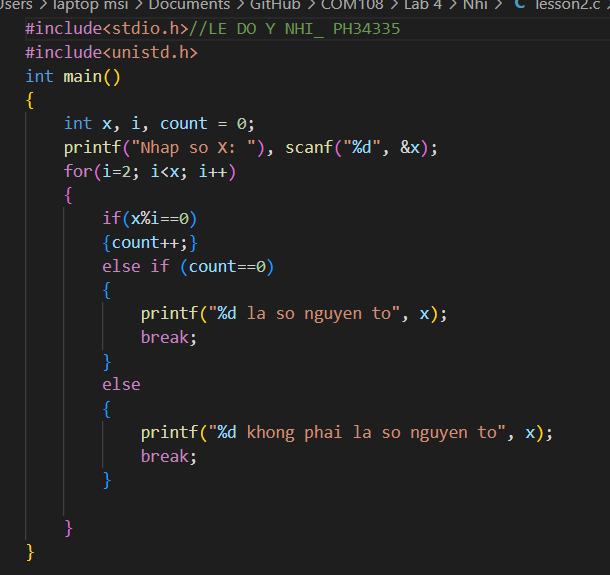 Users > laptop msi > Documents > GitHub > COM108 > Lab 4 > Nhi > C lesson2.c >
#include<stdio.h>//LE DO Y NHI_ PH34335
#include<unistd.h>
int main()
{
    int x, i, count = 0;
    printf("Nhap so X: "), scanf("%d", &x);
    for(i=2; i<x; i++)
    {
        if(x%i==0)
        {count++;}
        else if (count==0)
        {
            printf("%d la so nguyen to", x);
            break;
        }
        else
        {
            printf("%d khong phai la so nguyen to", x);
            break;
        }
    }
}